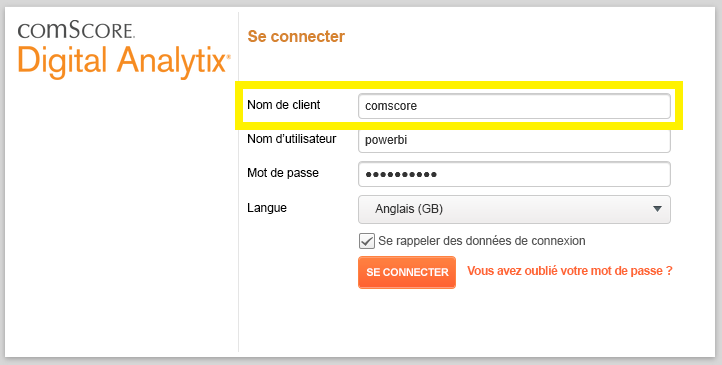 comScore.
Digital Analytix®
Se connecter
Nom de client comscore
Nom d'utilisateur powerbi
Mot de passe ••••••••••
Langue Anglais (GB)
Se rappeler des données de connexion
SE CONNECTER Vous avez oublié votre mot de passe ?